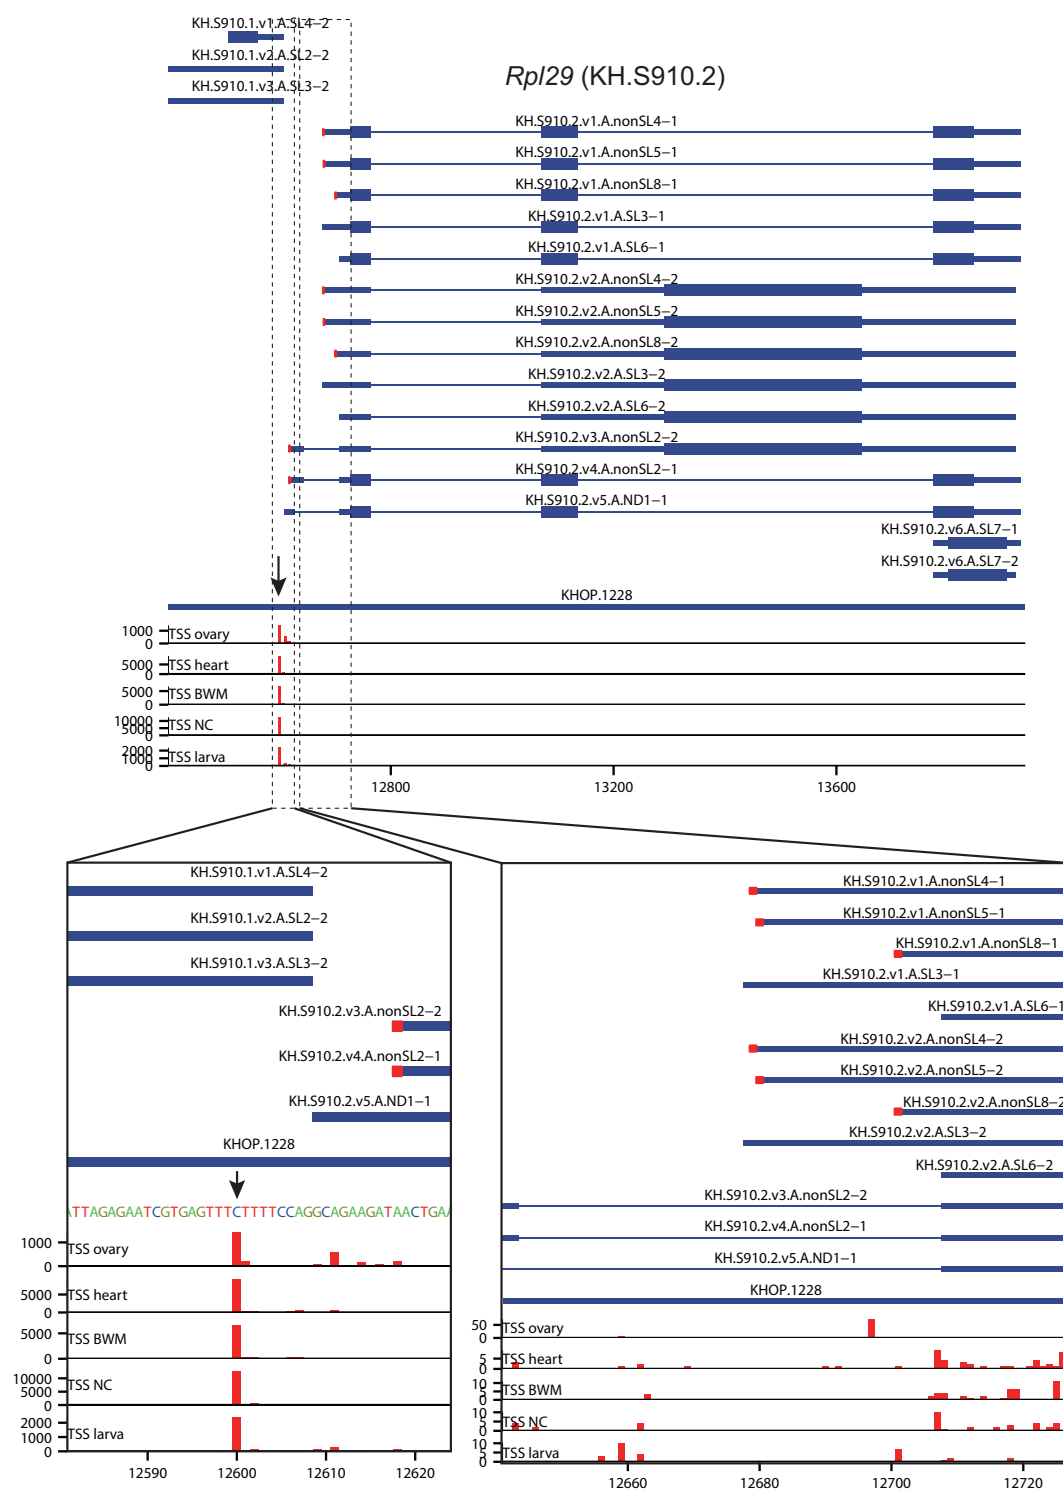 KH.S910.1.v1.A.SL4−2
KH.S910.1.v2.A.SL2−2
KH.S910.1.v3.A.SL3−2
Rpl29 (KH.S910.2)
KH.S910.2.v1.A.nonSL4−1
KH.S910.2.v1.A.nonSL5−1
KH.S910.2.v1.A.nonSL8−1
KH.S910.2.v1.A.SL3−1
KH.S910.2.v1.A.SL6−1
KH.S910.2.v2.A.nonSL4−2
KH.S910.2.v2.A.nonSL5−2
KH.S910.2.v2.A.nonSL8−2
KH.S910.2.v2.A.SL3−2
KH.S910.2.v2.A.SL6−2
KH.S910.2.v3.A.nonSL2−2
KH.S910.2.v4.A.nonSL2−1
KH.S910.2.v5.A.ND1−1
KH.S910.2.v6.A.SL7−1
KH.S910.2.v6.A.SL7−2
KHOP.1228
1000
0
TSS ovary
5000
0
TSS heart
5000
0
TSS BWM
10000
5000
0
TSS NC
2000
1000
0
TSS larva
12800 13200 13600
KH.S910.1.v1.A.SL4−2
KH.S910.1.v2.A.SL2−2
KH.S910.1.v3.A.SL3−2
KH.S910.2.v3.A.nonSL2−2
KH.S910.2.v4.A.nonSL2−1
KH.S910.2.v5.A.ND1−1
KHOP.1228
ATTAGAGAATCGTGAGTTTCTTTTCCAGGCAGAAGATAACTGAA
1000
0
TSS ovary
5000
0
TSS heart
5000
0
TSS BWM
10000
5000
0
TSS NC
2000
1000
0
TSS larva
12590 12600 12610 12620
KH.S910.2.v1.A.nonSL4−1
KH.S910.2.v1.A.nonSL5−1
KH.S910.2.v1.A.nonSL8−1
KH.S910.2.v1.A.SL3−1
KH.S910.2.v1.A.SL6−1
KH.S910.2.v2.A.nonSL4−2
KH.S910.2.v2.A.nonSL5−2
KH.S910.2.v2.A.nonSL8−2
KH.S910.2.v2.A.SL3−2
KH.S910.2.v2.A.SL6−2
KH.S910.2.v3.A.nonSL2−2
KH.S910.2.v4.A.nonSL2−1
KH.S910.2.v5.A.ND1−1
KHOP.1228
50
0
TSS ovary
5
0
TSS heart
10
5
0
TSS BWM
10
5
0
TSS NC
10
5
0
TSS larva
12660 12680 12700 12720